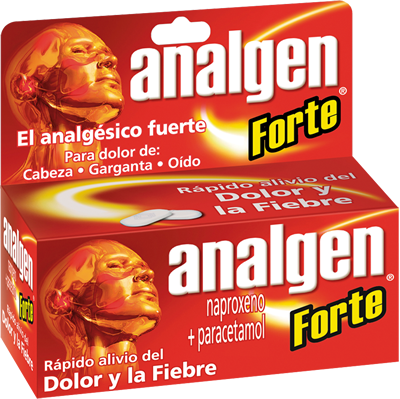 analgen®
Forte
El analgésico fuerte
Para dolor de:
Cabeza • Garganta • Oído
Rápido alivio del
Dolor y
la Fiebre
analgen®
naproxeno
+ paracetamol
Forte
Rápido alivio del
Dolor y la Fiebre
analgen
Forte